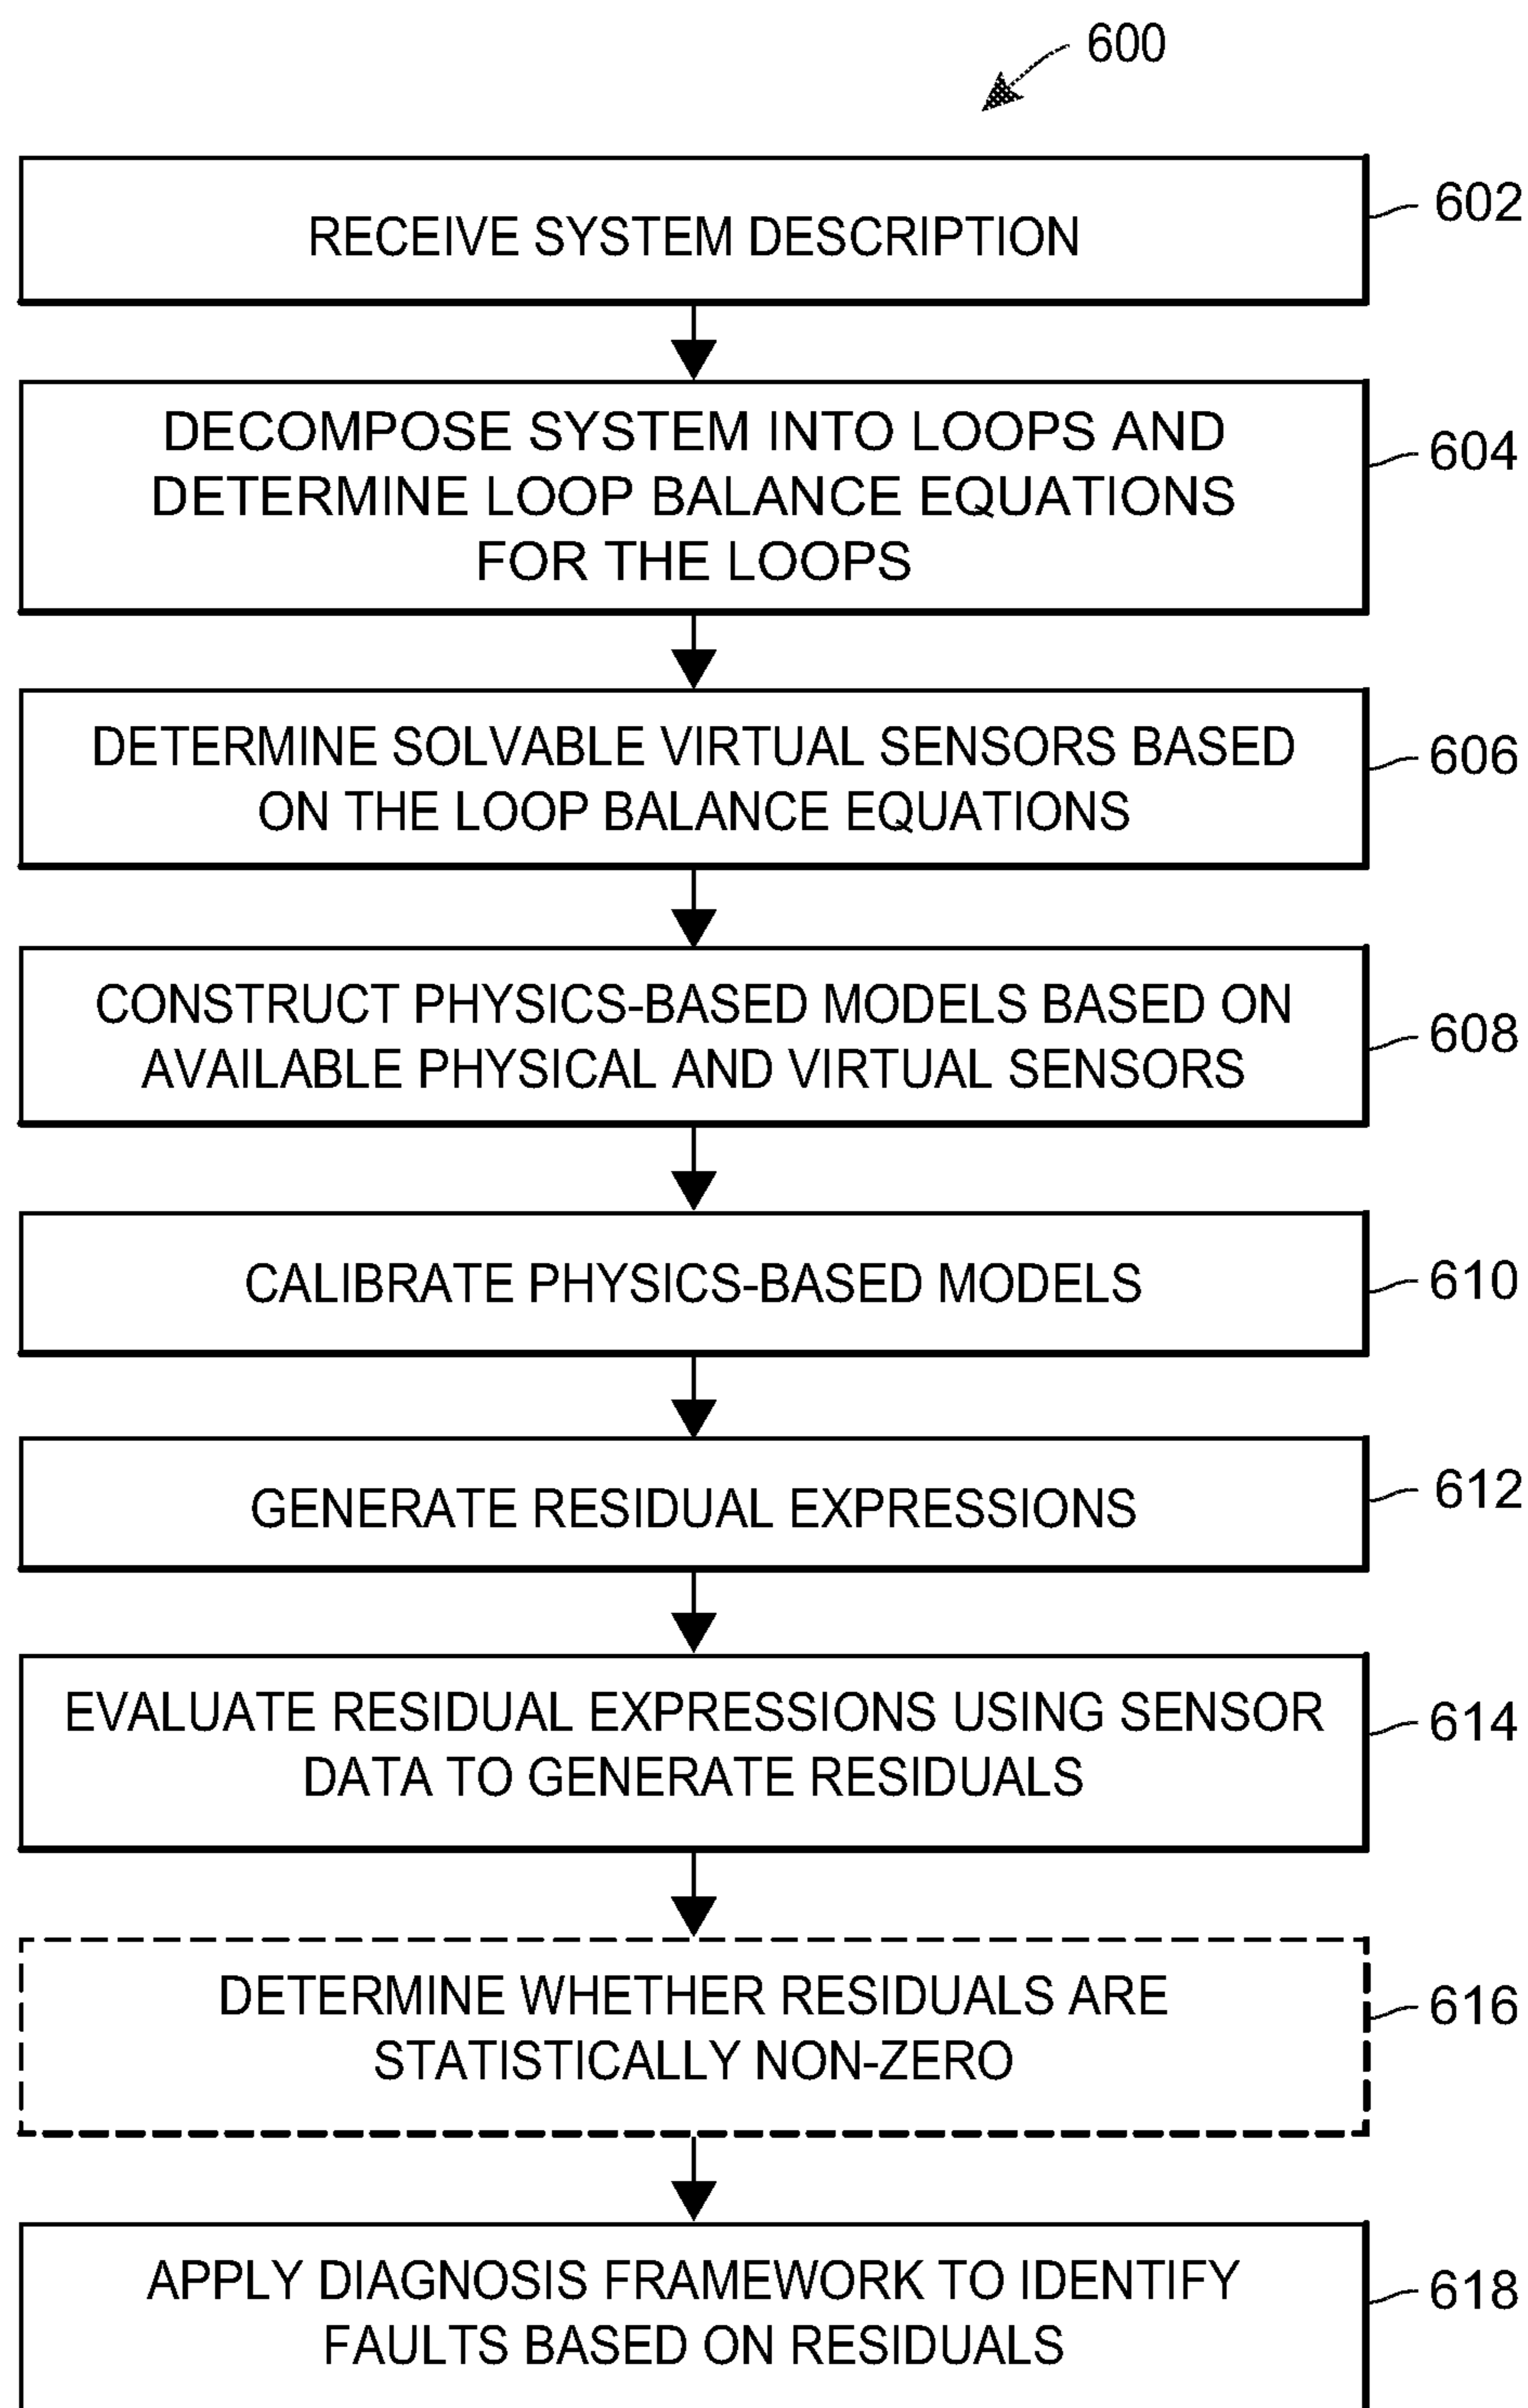 600
RECEIVE SYSTEM DESCRIPTION
602
DECOMPOSE SYSTEM INTO LOOPS AND
DETERMINE LOOP BALANCE EQUATIONS
FOR THE LOOPS
604
DETERMINE SOLVABLE VIRTUAL SENSORS BASED
ON THE LOOP BALANCE EQUATIONS
606
CONSTRUCT PHYSICS-BASED MODELS BASED ON
AVAILABLE PHYSICAL AND VIRTUAL SENSORS
608
CALIBRATE PHYSICS-BASED MODELS
610
GENERATE RESIDUAL EXPRESSIONS
612
EVALUATE RESIDUAL EXPRESSIONS USING SENSOR
DATA TO GENERATE RESIDUALS
614
DETERMINE WHETHER RESIDUALS ARE
STATISTICALLY NON-ZERO
616
APPLY DIAGNOSIS FRAMEWORK TO IDENTIFY
FAULTS BASED ON RESIDUALS
618